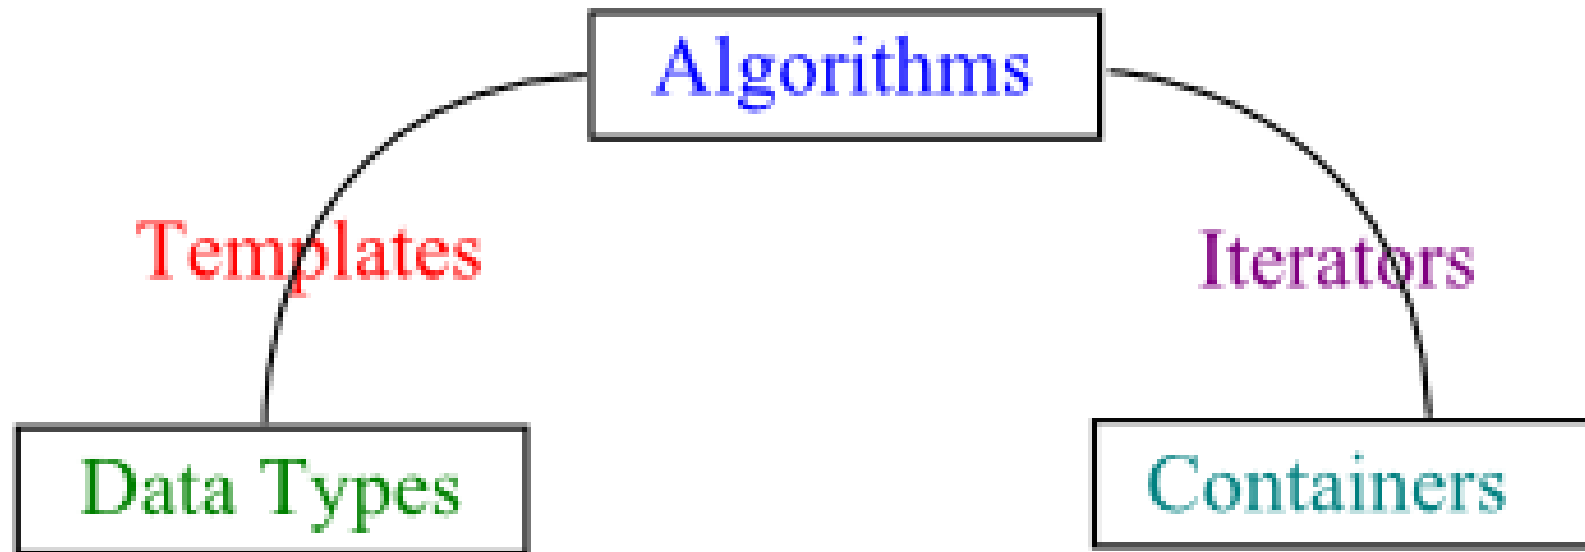 Algorithms
Templates
Iterators
Data Types
Containers